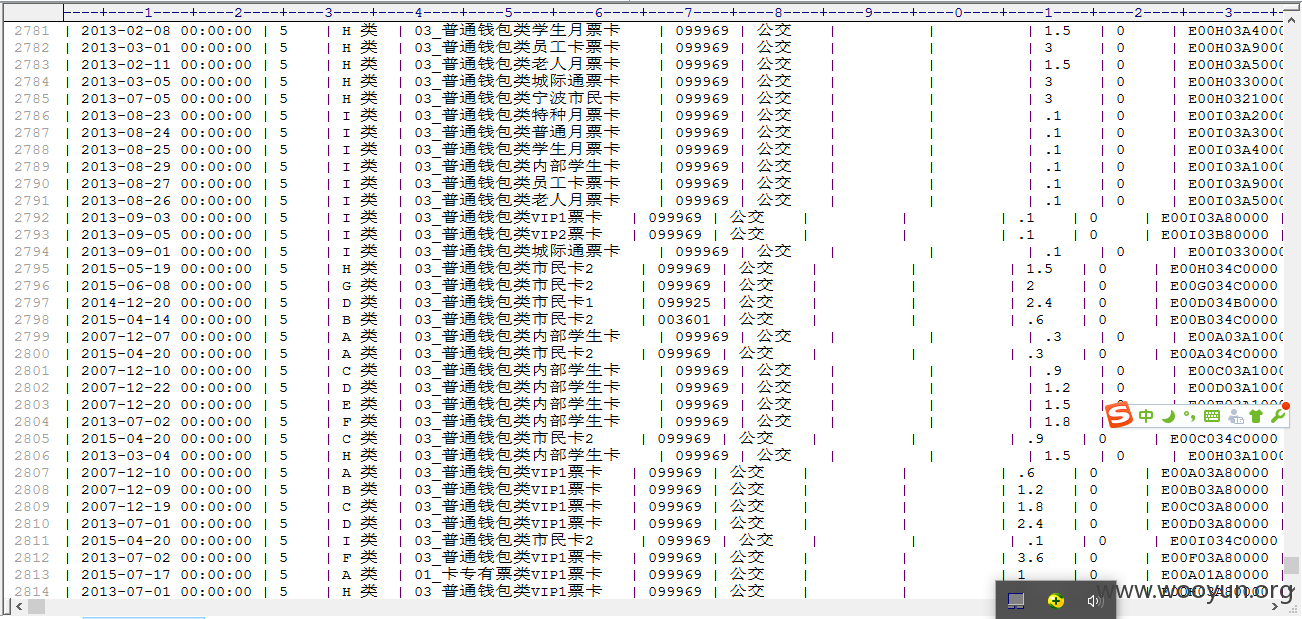 ----+----1----+----2----+----3----+----4----+----5----+----6----+----7----+----8----+----9----+----0----+----1----+----2----+----3----+-
2781 | 2013-02-08 00:00:00 | 5 | H 类 | 03_普通钱包类学生月票卡 | 099969 | 公交 | | | 1.5 | 0 | E00H03A4000
2782 | 2013-03-01 00:00:00 | 5 | H 类 | 03_普通钱包类员工卡票卡 | 099969 | 公交 | | | 3 | 0 | E00H03A9000
2783 | 2013-02-11 00:00:00 | 5 | H 类 | 03_普通钱包类老人月票卡 | 099969 | 公交 | | | 1.5 | 0 | E00H03A5000
2784 | 2013-03-05 00:00:00 | 5 | H 类 | 03_普通钱包类城际通票卡 | 099969 | 公交 | | | 3 | 0 | E00H0330000
2785 | 2013-07-05 00:00:00 | 5 | H 类 | 03_普通钱包类宁波市民卡 | 099969 | 公交 | | | 3 | 0 | E00H0321000
2786 | 2013-08-23 00:00:00 | 5 | I 类 | 03_普通钱包类特种月票卡 | 099969 | 公交 | | | .1 | 0 | E00I03A2000
2787 | 2013-08-24 00:00:00 | 5 | I 类 | 03_普通钱包类普通月票卡 | 099969 | 公交 | | | .1 | 0 | E00I03A3000
2788 | 2013-08-25 00:00:00 | 5 | I 类 | 03_普通钱包类学生月票卡 | 099969 | 公交 | | | .1 | 0 | E00I03A4000
2789 | 2013-08-29 00:00:00 | 5 | I 类 | 03_普通钱包类内部学生卡 | 099969 | 公交 | | | .1 | 0 | E00I03A1000
2790 | 2013-08-27 00:00:00 | 5 | I 类 | 03_普通钱包类员工卡票卡 | 099969 | 公交 | | | .1 | 0 | E00I03A9000
2791 | 2013-08-26 00:00:00 | 5 | I 类 | 03_普通钱包类老人月票卡 | 099969 | 公交 | | | .1 | 0 | E00I03A5000
2792 | 2013-09-03 00:00:00 | 5 | I 类 | 03_普通钱包类VIP1票卡 | 099969 | 公交 | | | .1 | 0 | E00I03A80000 |
2793 | 2013-09-05 00:00:00 | 5 | I 类 | 03_普通钱包类VIP2票卡 | 099969 | 公交 | | | .1 | 0 | E00I03B80000 |
2794 | 2013-09-01 00:00:00 | 5 | I 类 | 03_普通钱包类城际通票卡 | 099969 | 公交 | | | .1 | 0 | E00I0330000
2795 | 2015-05-19 00:00:00 | 5 | H 类 | 03_普通钱包类市民卡2 | 099969 | 公交 | | | 1.5 | 0 | E00H034C0000
2796 | 2015-06-08 00:00:00 | 5 | G 类 | 03_普通钱包类市民卡2 | 099969 | 公交 | | | 2 | 0 | E00G034C0000
2797 | 2014-12-20 00:00:00 | 5 | D 类 | 03_普通钱包类市民卡1 | 099925 | 公交 | | | 2.4 | 0 | E00D034B0000
2798 | 2015-04-14 00:00:00 | 5 | B 类 | 03_普通钱包类市民卡2 | 003601 | 公交 | | | .6 | 0 | E00B034C0000
2799 | 2007-12-07 00:00:00 | 5 | A 类 | 03_普通钱包类内部学生卡 | 099969 | 公交 | | | .3 | 0 | E00A03A1000
2800 | 2015-04-20 00:00:00 | 5 | A 类 | 03_普通钱包类市民卡2 | 099969 | 公交 | | | .3 | 0 | E00A034C0000
2801 | 2007-12-10 00:00:00 | 5 | C 类 | 03_普通钱包类内部学生卡 | 099969 | 公交 | | | .9 | 0 | E00C03A1000
2802 | 2007-12-22 00:00:00 | 5 | D 类 | 03_普通钱包类内部学生卡 | 099969 | 公交 | | | 1.2 | 0 | E00D03A1000
2803 | 2007-12-20 00:00:00 | 5 | E 类 | 03_普通钱包类内部学生卡 | 099969 | 公交 | | | 1.5
2804 | 2013-07-02 00:00:00 | 5 | F 类 | 03_普通钱包类内部学生卡 | 099969 | 公交 | | | 1.8 中
2805 | 2015-04-20 00:00:00 | 5 | C 类 | 03_普通钱包类市民卡2 | 099969 | 公交 | | | .9 | 0 | E00C034C0000
2806 | 2013-03-04 00:00:00 | 5 | H 类 | 03_普通钱包类内部学生卡 | 099969 | 公交 | | | 1.5 | 0 | E00H03A1000
2807 | 2007-12-10 00:00:00 | 5 | A 类 | 03_普通钱包类VIP1票卡 | 099969 | 公交 | | | .6 | 0 | E00A03A80000 |
2808 | 2007-12-09 00:00:00 | 5 | B 类 | 03_普通钱包类VIP1票卡 | 099969 | 公交 | | | 1.2 | 0 | E00B03A80000 |
2809 | 2007-12-19 00:00:00 | 5 | C 类 | 03_普通钱包类VIP1票卡 | 099969 | 公交 | | | 1.8 | 0 | E00C03A80000 |
2810 | 2013-07-01 00:00:00 | 5 | D 类 | 03_普通钱包类VIP1票卡 | 099969 | 公交 | | | 2.4 | 0 | E00D03A80000 |
2811 | 2015-04-20 00:00:00 | 5 | I 类 | 03_普通钱包类市民卡2 | 099969 | 公交 | | | .1 | 0 | E00I034C0000
2812 | 2013-07-02 00:00:00 | 5 | F 类 | 03_普通钱包类VIP1票卡 | 099969 | 公交 | | | 3.6 | 0 | E00F03A80000 |
2813 | 2015-07-17 00:00:00 | 5 | A 类 | 01_卡专有票类VIP1票卡 | 099969 | 公交 | | | 1 | 0 | E00A01A80000 |
2814 | 2013-07-01 00:00:00 | 5 | H 类 | 03_普通钱包类VIP1票卡 | 099969 | 公交 | |
www.wooyun.org